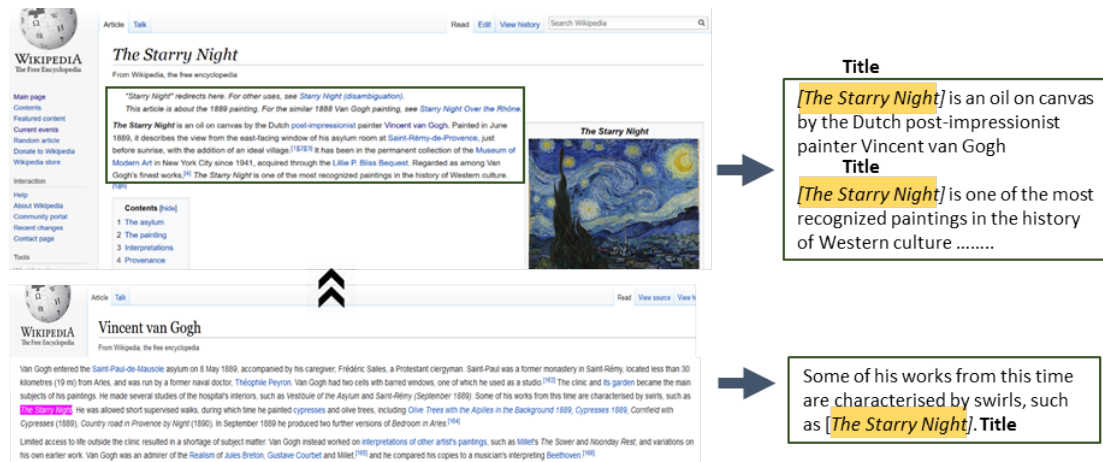 Article Talk
Read Edit View history Search Wikipedia
WIKIPEDIA
The Free Encyclopedia
Main page
Contents
Featured content
Current events
Random article
Donate to Wikipedia
Wikipedia store
Interaction
Help
About Wikipedia
Community portal
Recent changes
Contact page
Tools
The Starry Night
From Wikipedia, the free encyclopedia
"Starry Night" redirects here. For other uses, see Starry Night (disambiguation).
This article is about the 1889 painting. For the similar 1888 Van Gogh painting, see Starry Night Over the Rhône.
The Starry Night is an oil on canvas by the Dutch post-impressionist painter Vincent van Gogh. Painted in June
1889, it describes the view from the east-facing window of his asylum room at Saint-Rémy-de-Provence, just
before sunrise, with the addition of an ideal village.[1][2][3] It has been in the permanent collection of the Museum of
Modern Art in New York City since 1941, acquired through the Lillie P. Bliss Bequest. Regarded as among Van
Gogh's finest works,[4] The Starry Night is one of the most recognized paintings in the history of Western culture.
[5][6]
Contents [hide]
1 The asylum
2 The painting
3 Interpretations
4 Provenance
The Starry Night
Title
[The Starry Night] is an oil on canvas
by the Dutch post-impressionist
painter Vincent van Gogh
Title
[The Starry Night] is one of the most
recognized paintings in the history
of Western culture ........
Article Talk
Read View source View h
WIKIPEDIA
The Free Encyclopedia
Vincent van Gogh
From Wikipedia, the free encyclopedia
Van Gogh entered the Saint-Paul-de-Mausole asylum on 8 May 1889, accompanied by his caregiver, Frédéric Salles, a Protestant clergyman. Saint-Paul was a former monastery in Saint-Rémy, located less than 30
kilometres (19 mi) from Arles, and was run by a former naval doctor, Théophile Peyron. Van Gogh had two cells with barred windows, one of which he used as a studio.[162] The clinic and its garden became the main
subjects of his paintings. He made several studies of the hospital's interiors, such as Vestibule of the Asylum and Saint-Rémy (September 1889). Some of his works from this time are characterised by swirls, such as
The Starry Night. He was allowed short supervised walks, during which time he painted cypresses and olive trees, including Olive Trees with the Alpilles in the Background 1889, Cypresses 1889, Cornfield with
Cypresses (1889), Country road in Provence by Night (1890). In September 1889 he produced two further versions of Bedroom in Arles.[164]
Limited access to life outside the clinic resulted in a shortage of subject matter. Van Gogh instead worked on interpretations of other artist's paintings, such as Millet's The Sower and Noonday Rest, and variations on
his own earlier work. Van Gogh was an admirer of the Realism of Jules Breton, Gustave Courbet and Millet,[165] and he compared his copies to a musician's interpreting Beethoven.[166]
Some of his works from this time
are characterised by swirls, such
as [The Starry Night]. Title